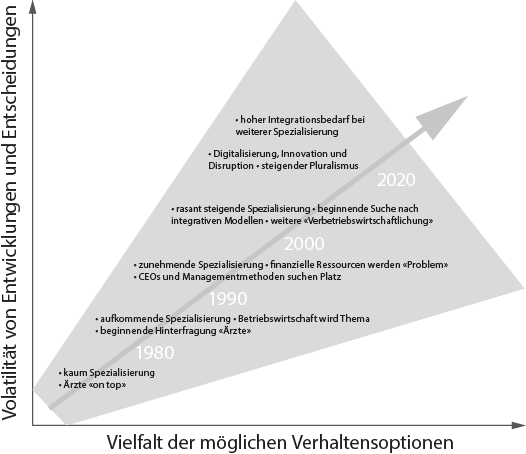 Volatilität von Entwicklungen und Entscheidungen
• hoher Integrationsbedarf bei
weiterer Spezialisierung
• Digitalisierung, Innovation und
Disruption • steigender Pluralismus
2020
• rasant steigende Spezialisierung • beginnende Suche nach
integrativen Modellen • weitere «Verbetriebswirtschaftlichung»
2000
• zunehmende Spezialisierung • finanzielle Ressourcen werden «Problem»
• CEOs und Managementmethoden suchen Platz
1990
• aufkommende Spezialisierung • Betriebswirtschaft wird Thema
• beginnende Hinterfragung «Ärzte»
1980
• kaum Spezialisierung
• Ärzte «on top»
Vielfalt der möglichen Verhaltensoptionen